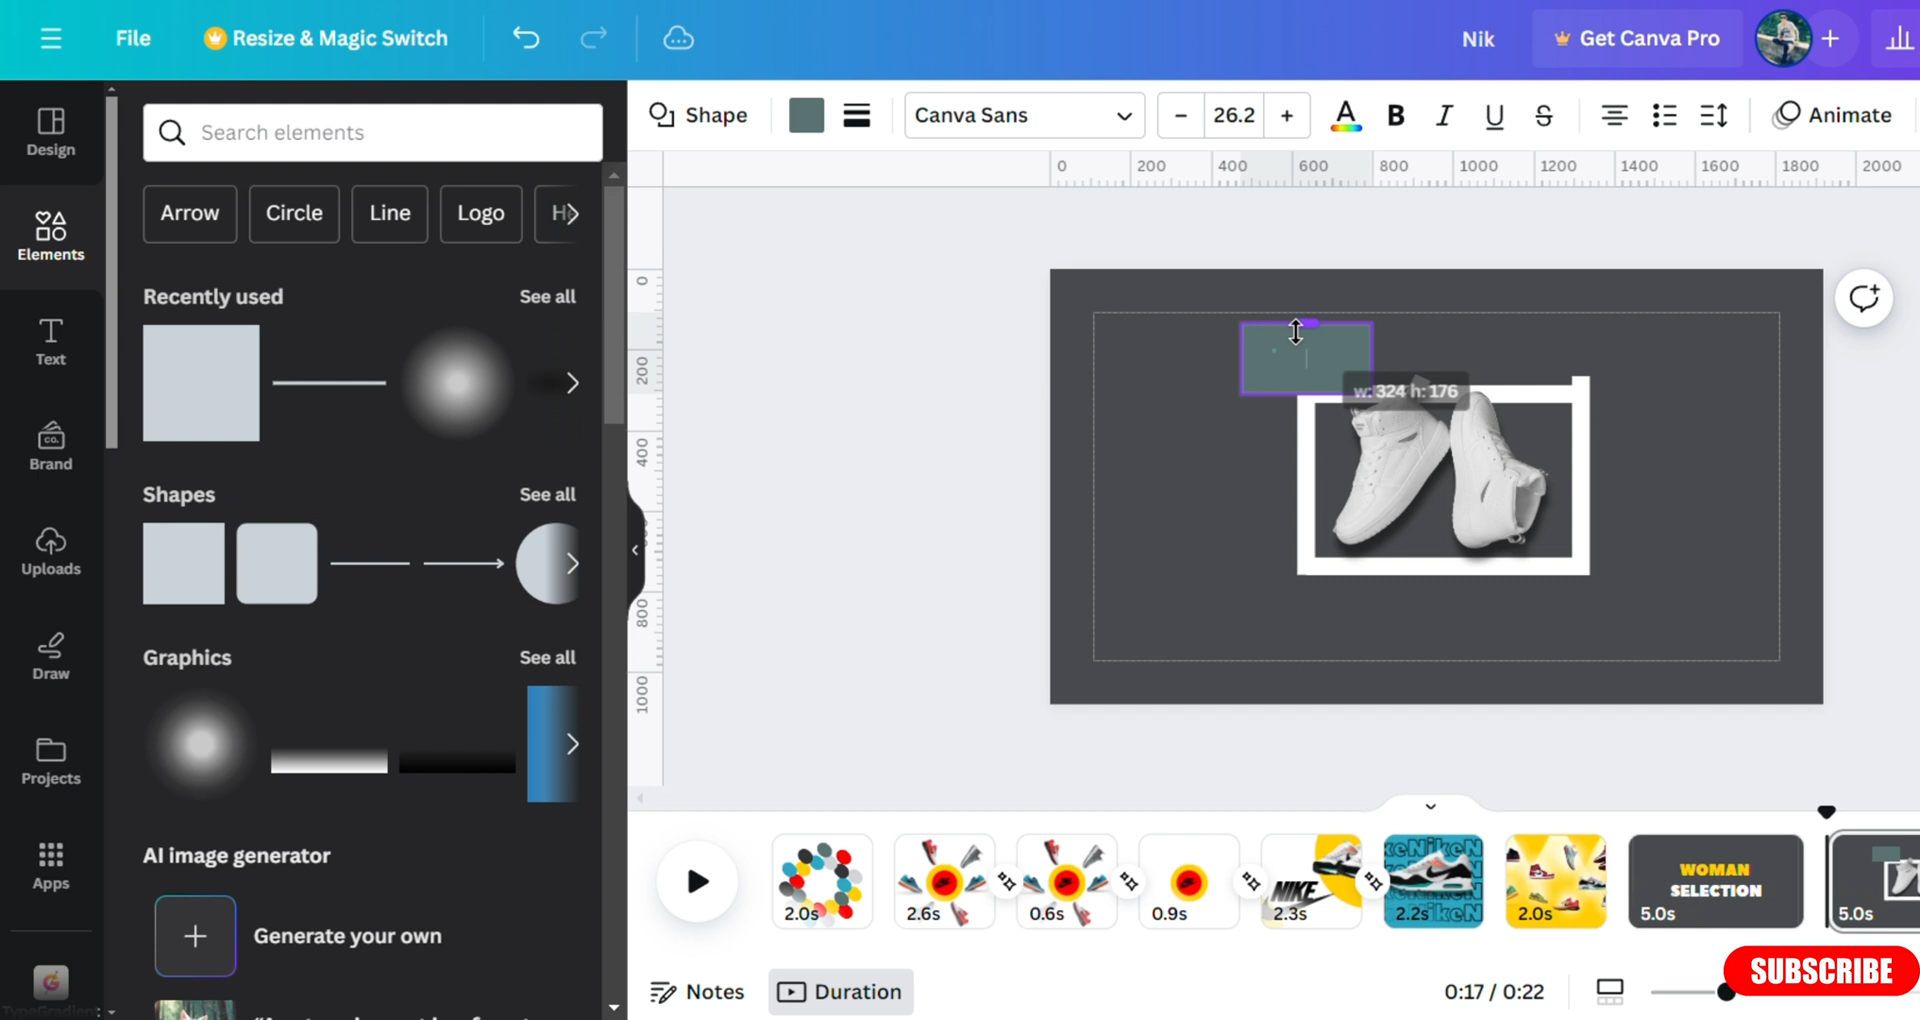 File
Resize & Magic Switch
Nik
Get Canva Pro
Design
Elements
Text
Brand
CO.
Uploads
Draw
Projects
Apps
Search elements
Arrow
Circle
Line
Logo
Recently used
See all
Shapes
See all
Graphics
See all
AI image generator
Generate your own
Shape
Canva Sans
26.2
A
B
I
U
S
Animate
0 200 400 600 800 1000 1200 1400 1600 1800 2000
0
200
400
800
1000
w: 324 h: 176
2.0s
2.6s
0.6s
0.9s
NIKE
2.3s
2.2s
2.0s
WOMAN
SELECTION
5.0s
5.0s
Notes
Duration
0:17 / 0:22
SUBSCRIBE